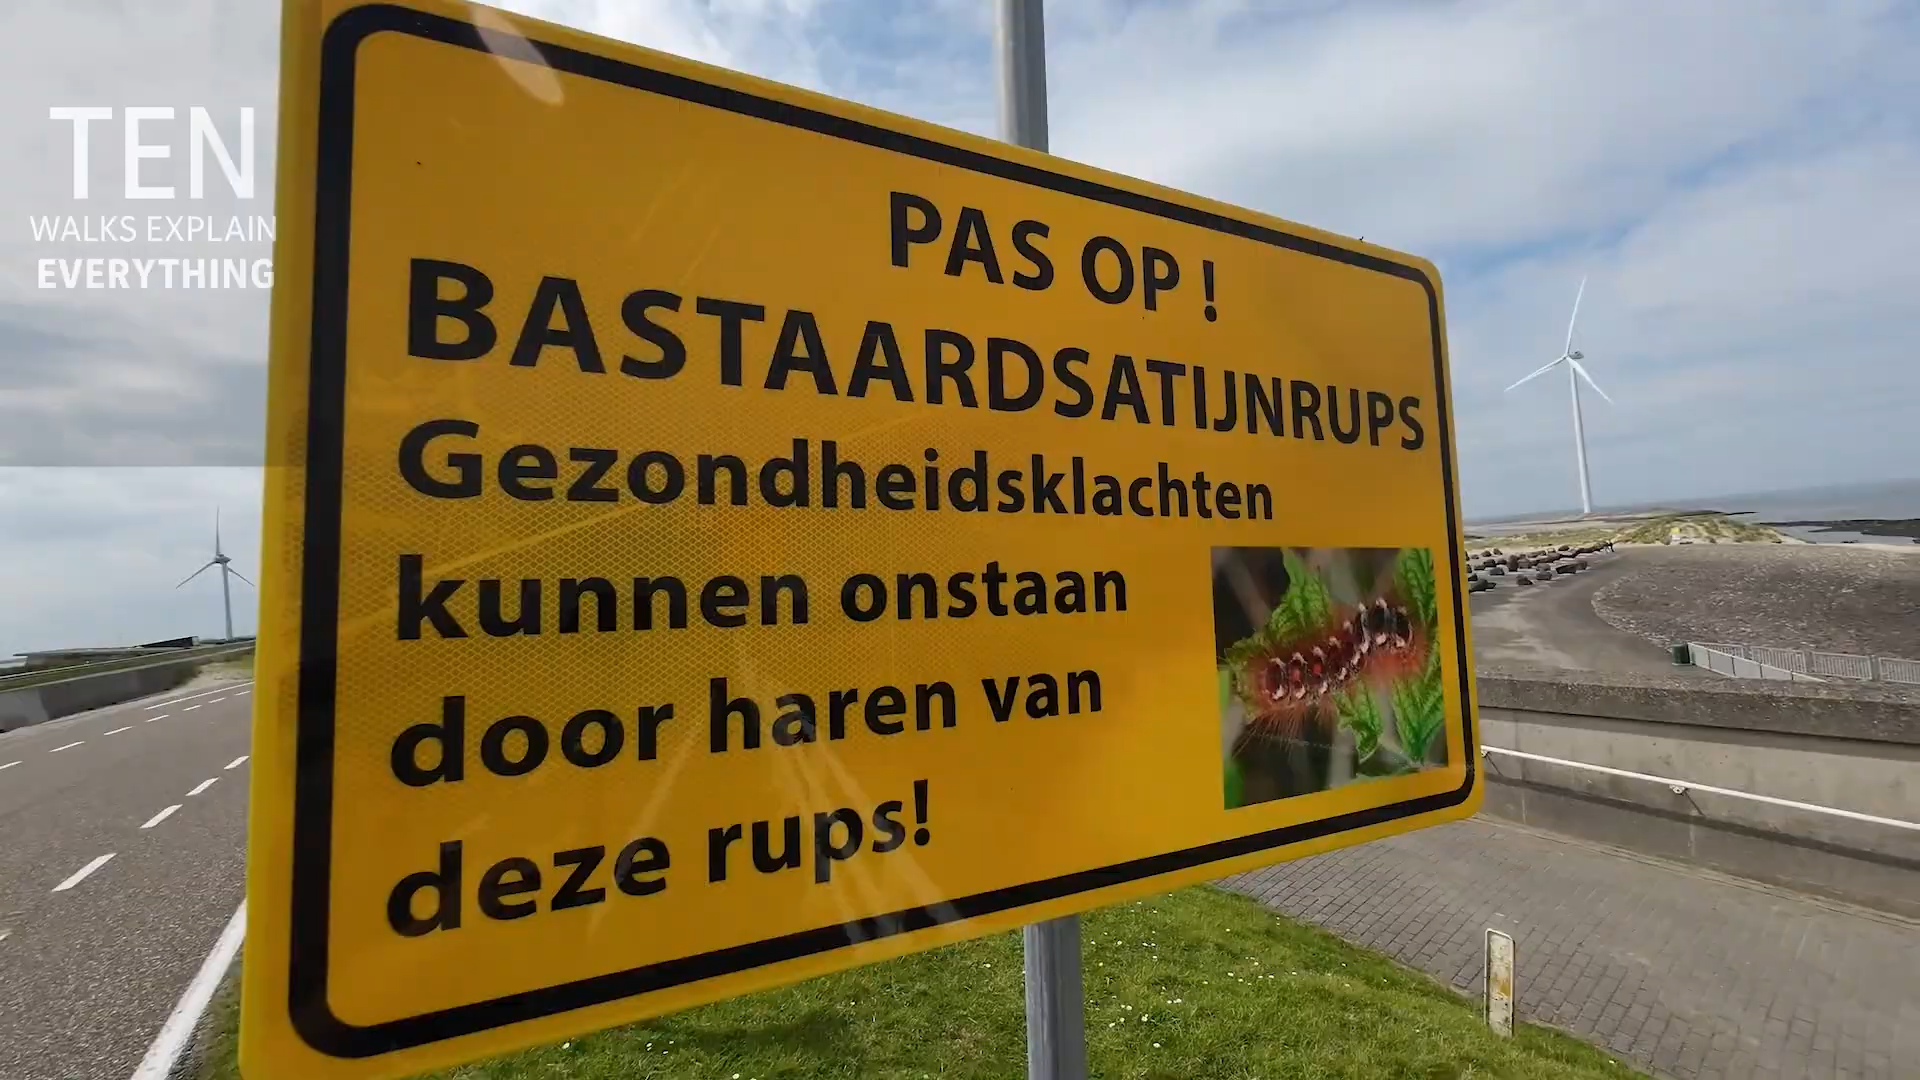 TEN
WALKS EXPLAIN
EVERYTHING
PAS OP !
BASTAARDSATIJNRUPS
Gezondheidsklachten
kunnen onstaan
door haren van
deze rups!